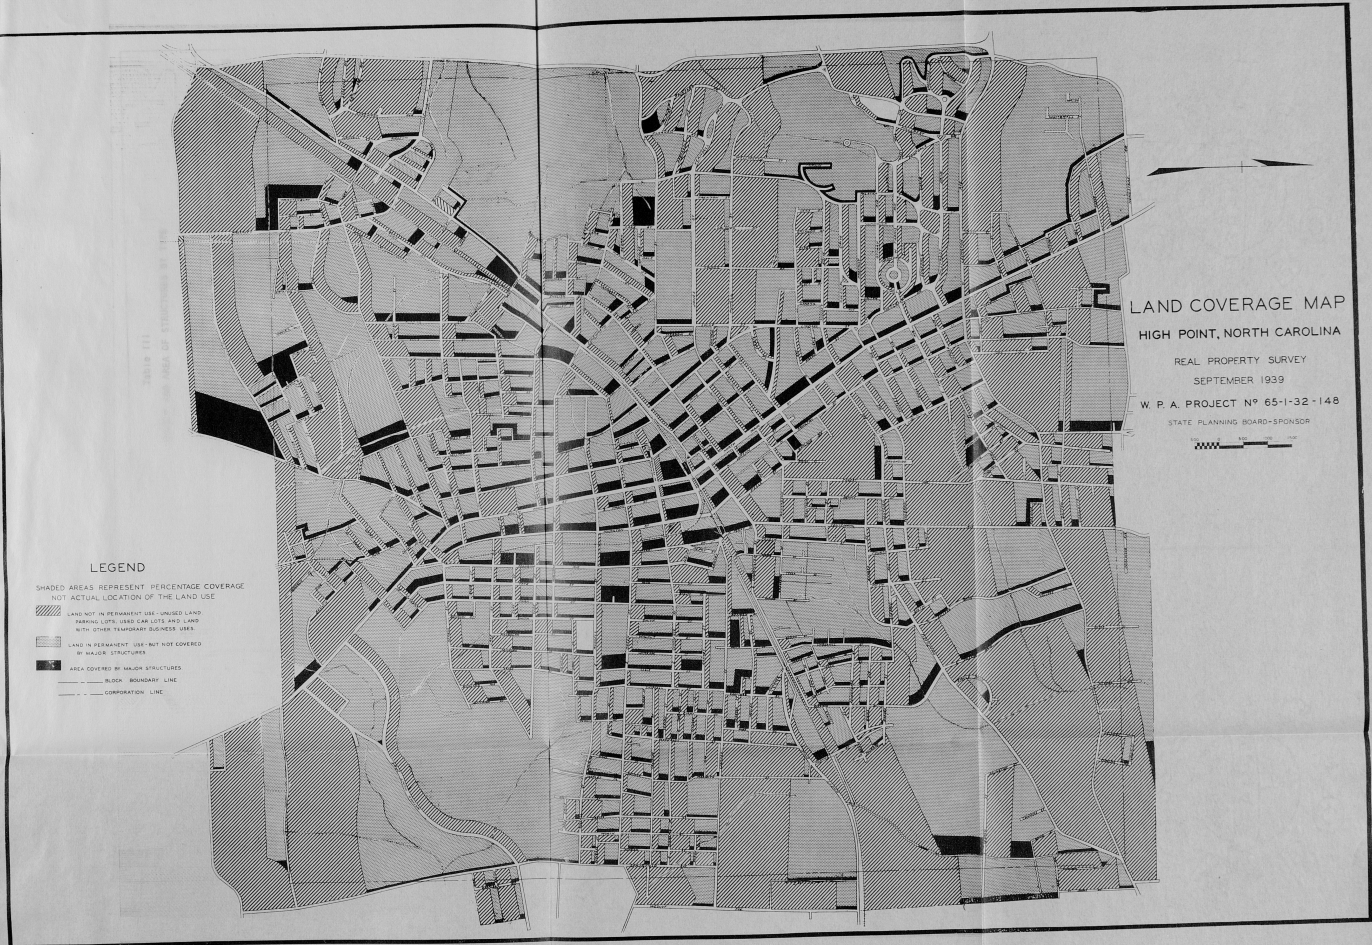 LAND COVERAGE MAP
HIGH POINT, NORTH CAROLINA
REAL PROPERTY SURVEY
SEPTEMBER 1939
W. P. A. PROJECT Nº 65-1-32-148
STATE PLANNING BOARD-SPONSOR
LEGEND
SHADED AREAS REPRESENT PERCENTAGE COVERAGE
NOT ACTUAL LOCATION OF THE LAND USE
LAND NOT IN PERMANENT USE-UNUSED LAND
PARKING LOTS, USED CAR LOTS AND LAND
WITH OTHER TEMPORARY BUSINESS USES
LAND IN PERMANENT USE-BUT NOT COVERED
BY MAJOR STRUCTURES
AREA COVERED BY MAJOR STRUCTURES
BLOCK BOUNDARY LINE
CORPORATION LINE